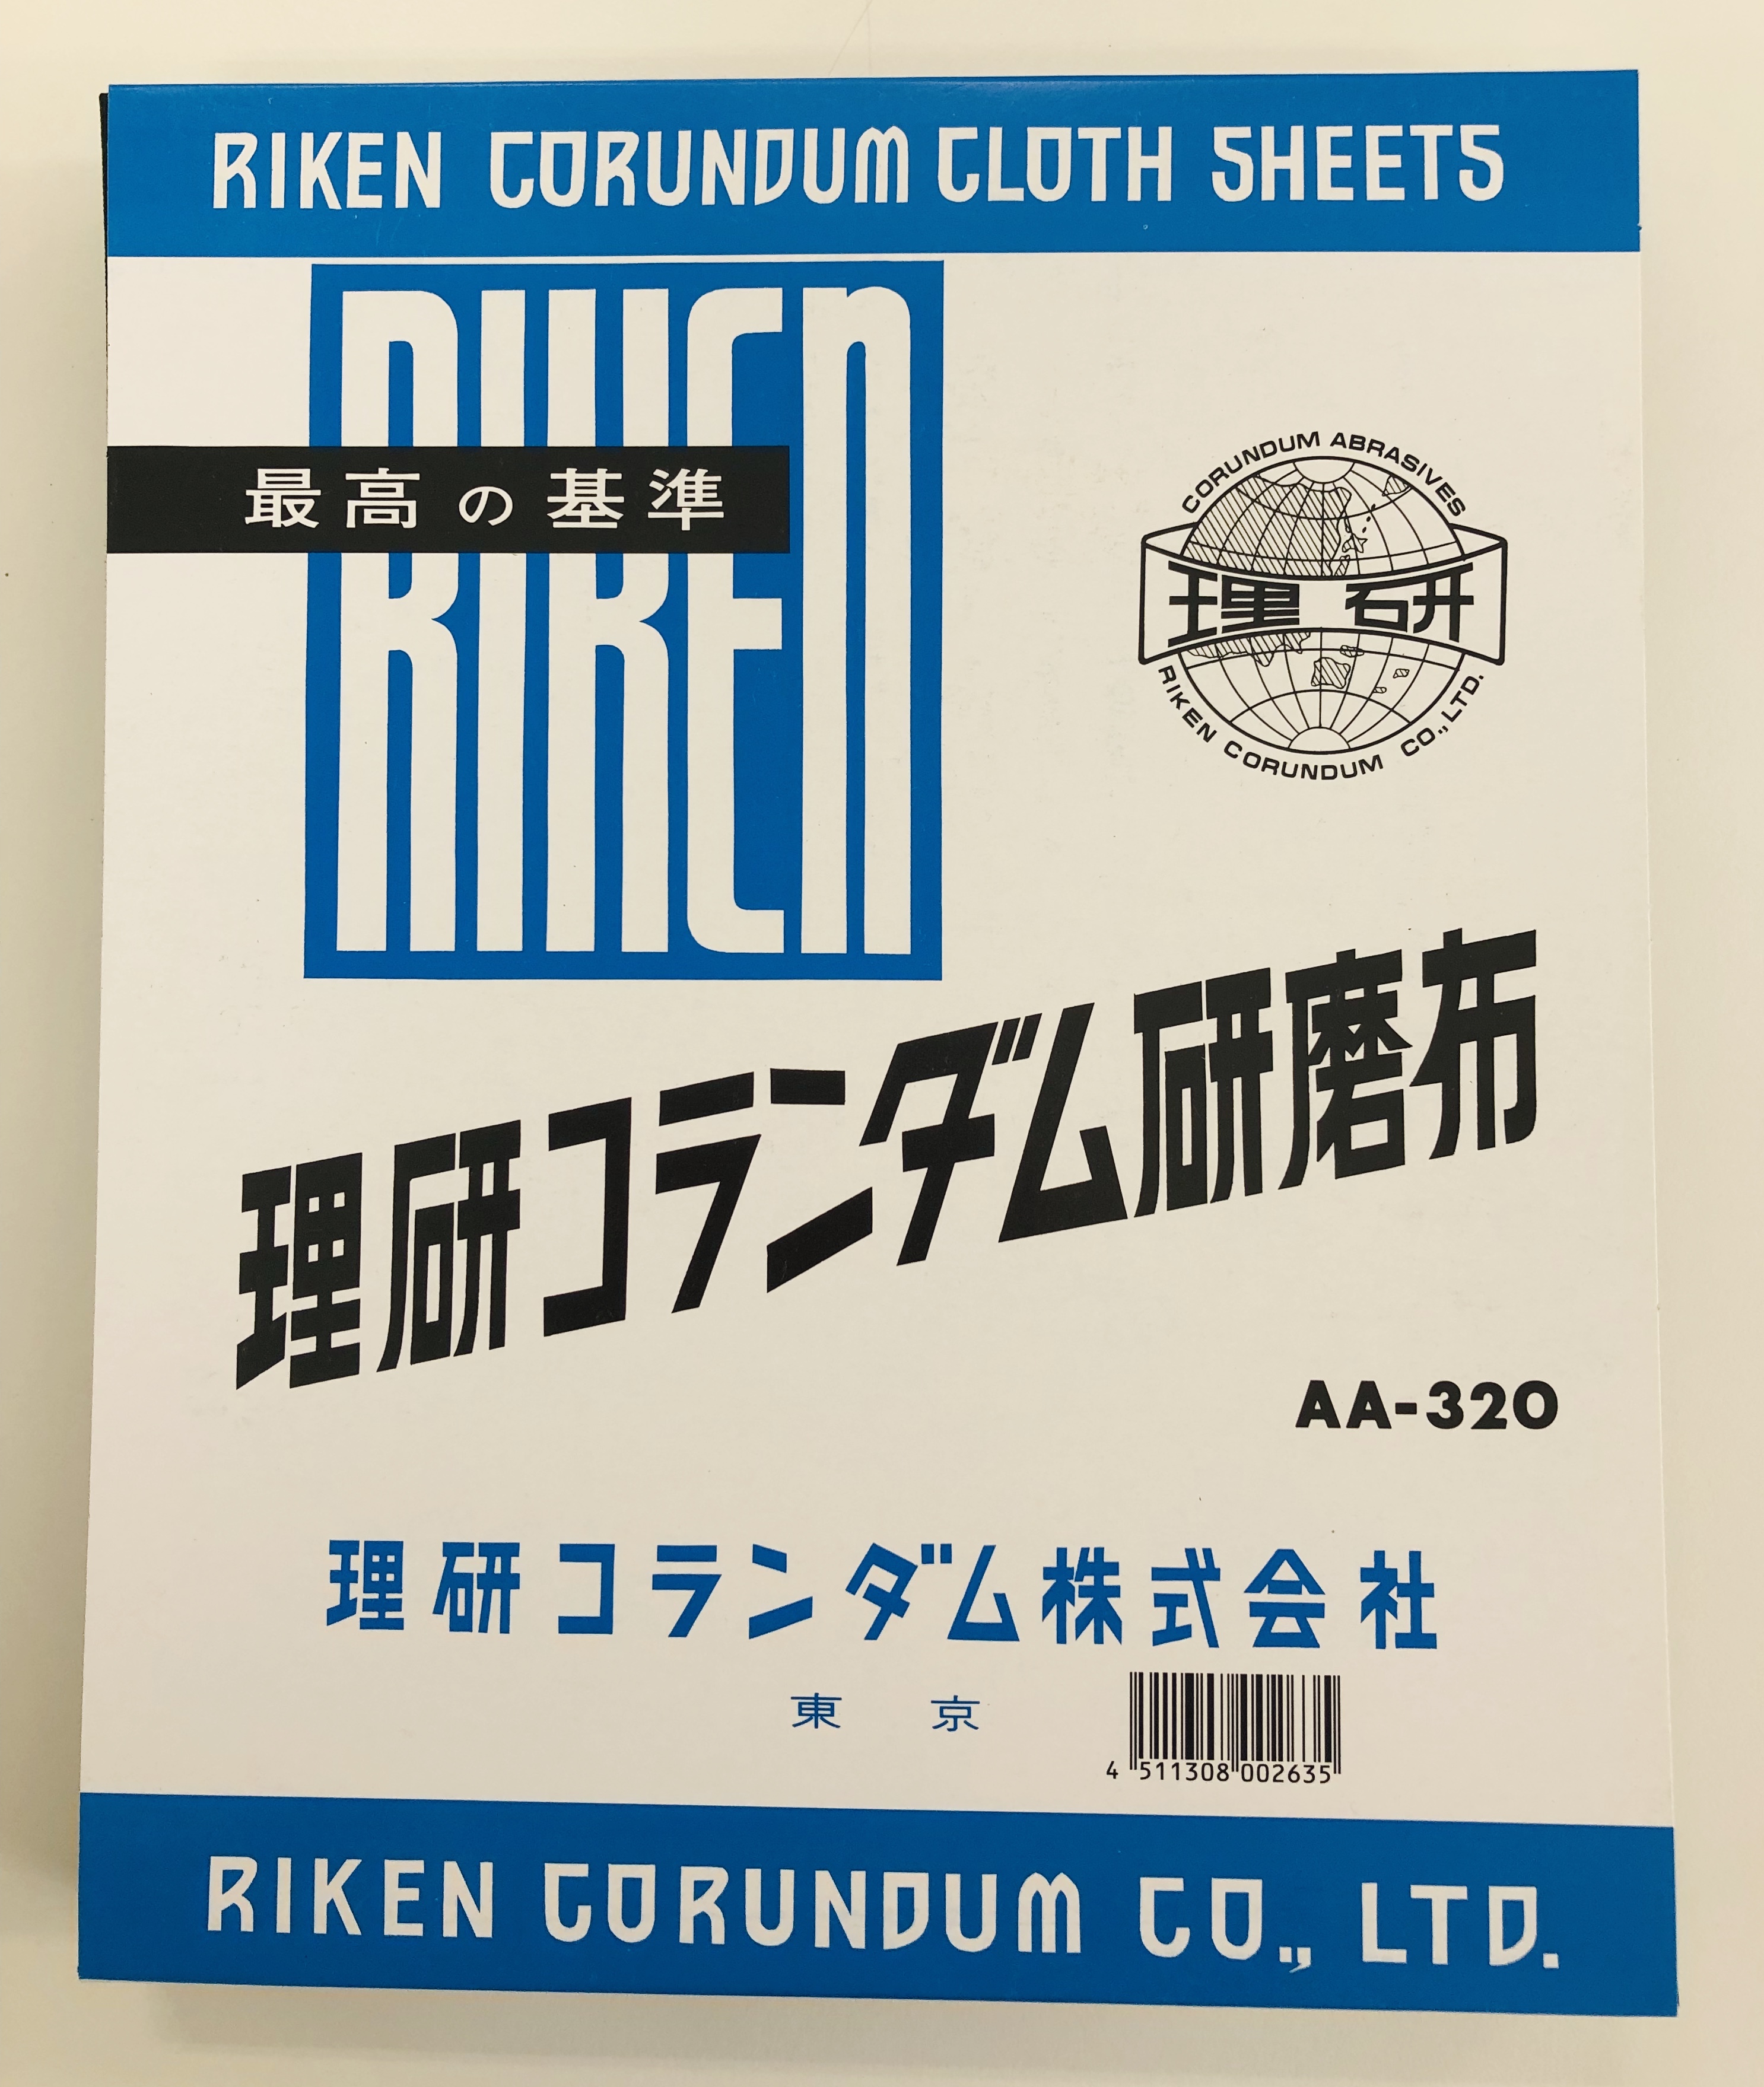 RIKEN CORUNDUM CLOTH SHEETS
RIKEN
最高の基準
CORUNDUM ABRASIVES
理研
RIKEN CORUNDUM CO., LTD.
理研コランダム研磨布
AA-320
理研コランダム株式会社
東京
4 511308 002635
RIKEN CORUNDUM CO., LTD.